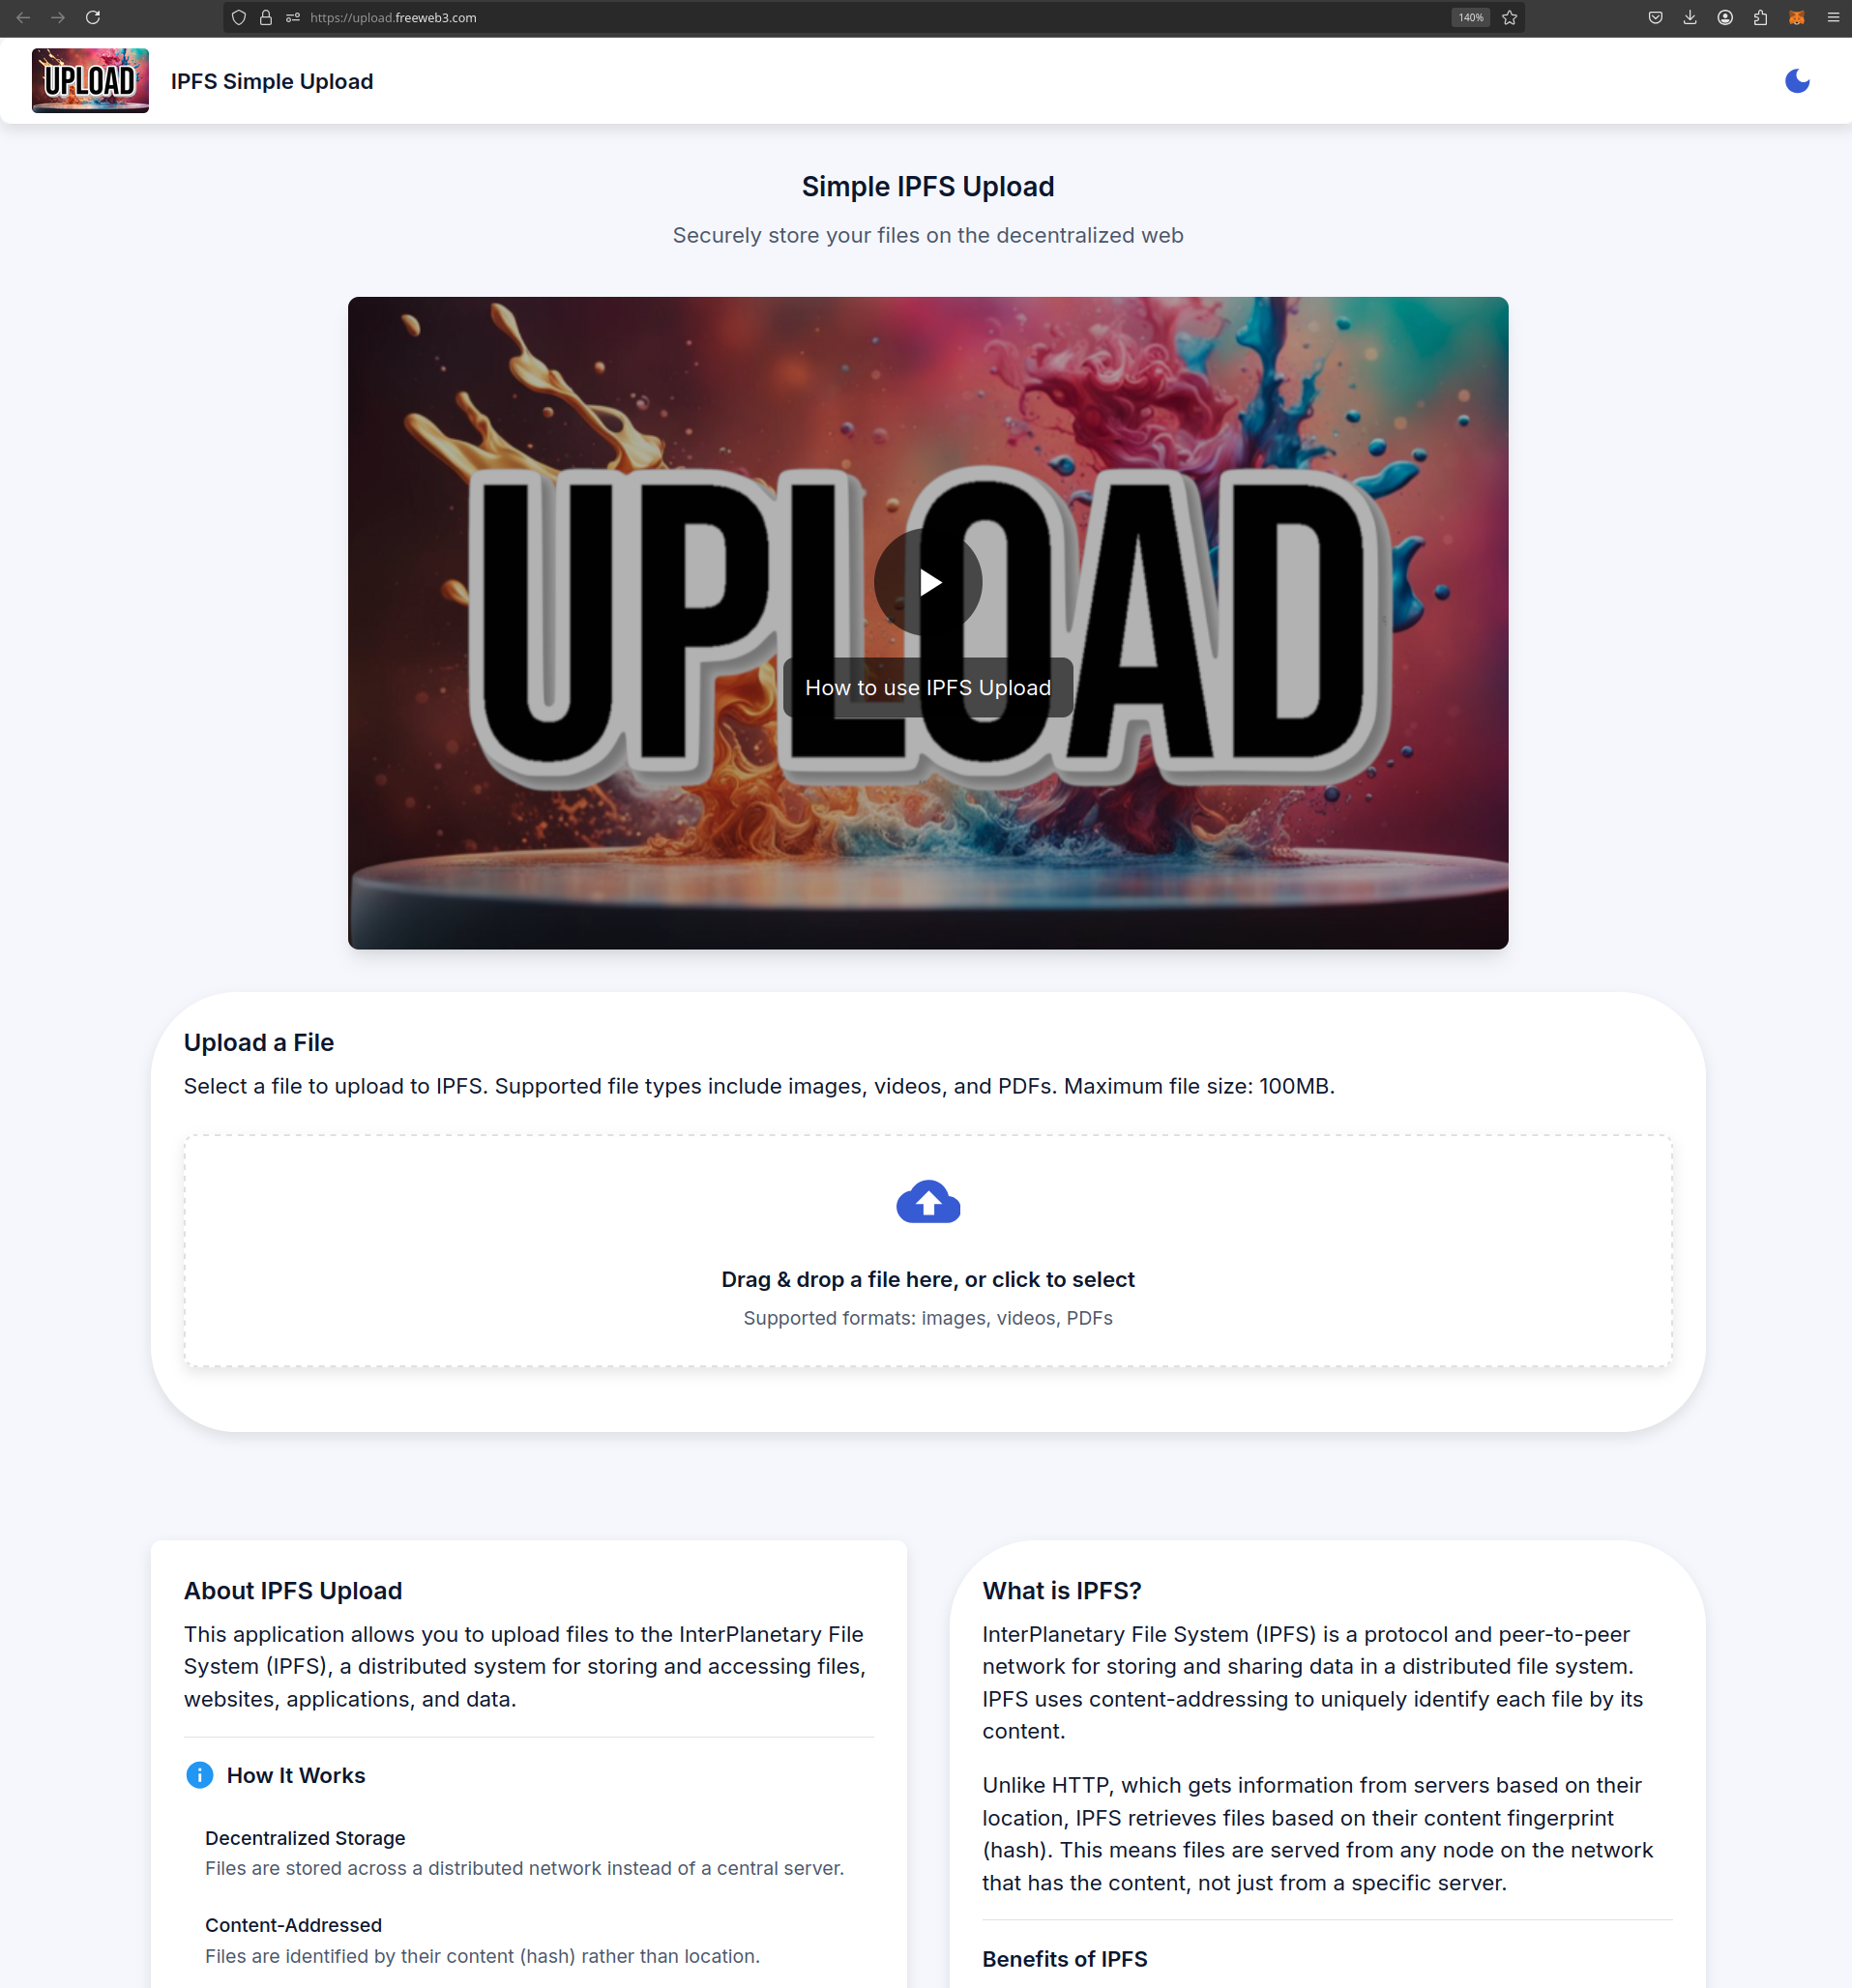 https://upload.freeweb3.com
140%
UPLOAD
IPFS Simple Upload
Simple IPFS Upload
Securely store your files on the decentralized web
UPLOAD
How to use IPFS Upload
Upload a File
Select a file to upload to IPFS. Supported file types include images, videos, and PDFs. Maximum file size: 100MB.
Drag & drop a file here, or click to select
Supported formats: images, videos, PDFs
About IPFS Upload
This application allows you to upload files to the InterPlanetary File
System (IPFS), a distributed system for storing and accessing files,
websites, applications, and data.
How It Works
Decentralized Storage
Files are stored across a distributed network instead of a central server.
Content-Addressed
Files are identified by their content (hash) rather than location.
What is IPFS?
InterPlanetary File System (IPFS) is a protocol and peer-to-peer
network for storing and sharing data in a distributed file system.
IPFS uses content-addressing to uniquely identify each file by its
content.
Unlike HTTP, which gets information from servers based on their
location, IPFS retrieves files based on their content fingerprint
(hash). This means files are served from any node on the network
that has the content, not just from a specific server.
Benefits of IPFS